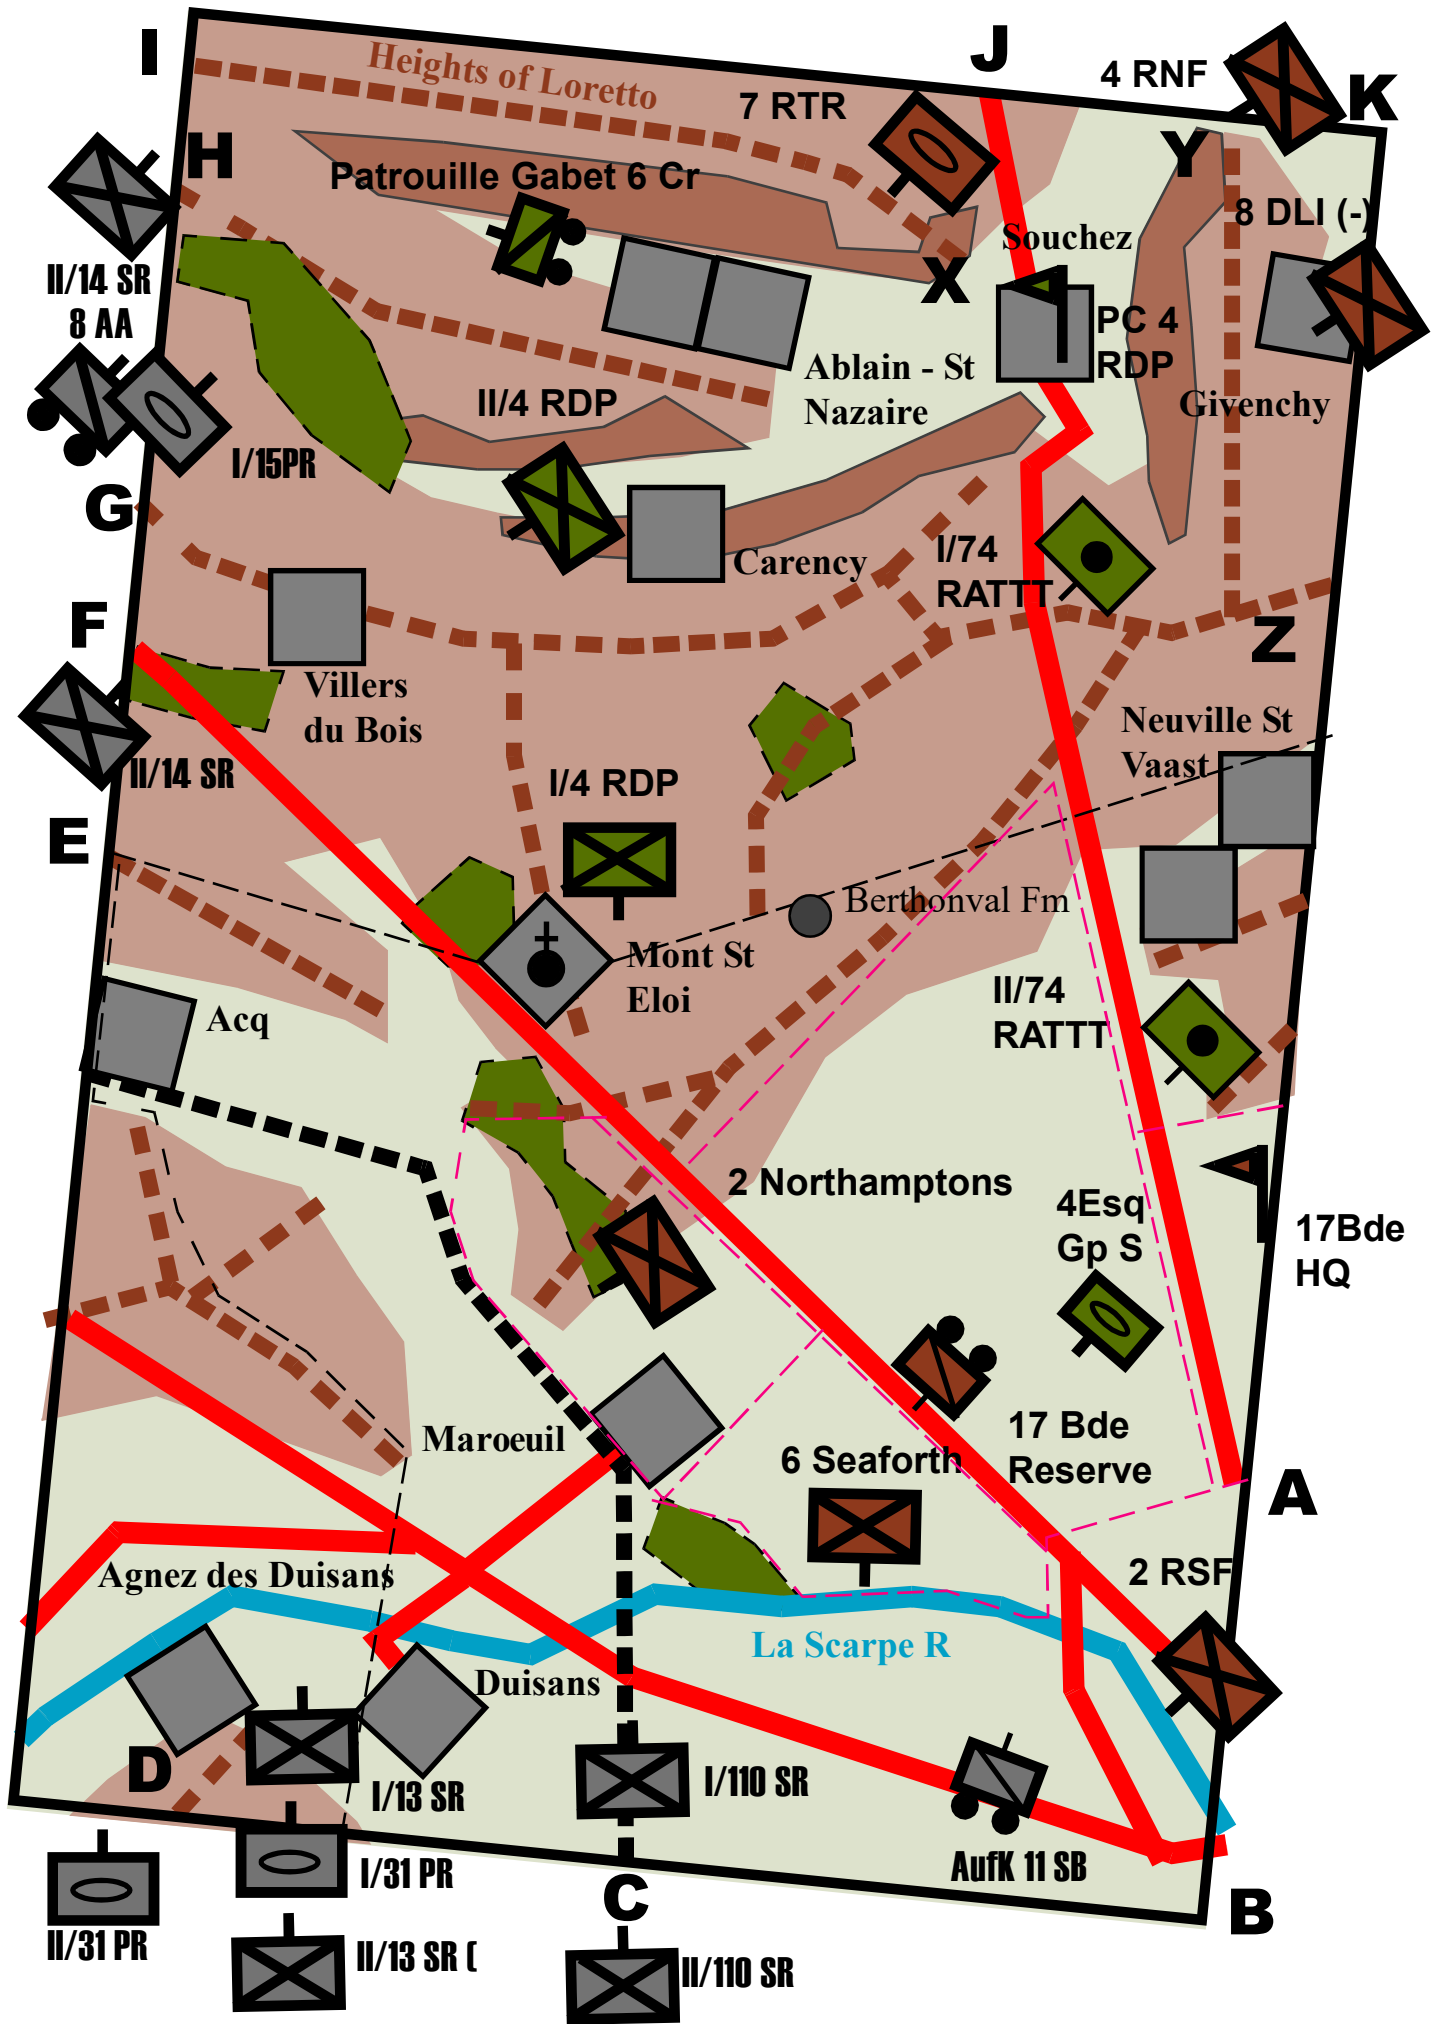 I
J
4 RNF
K
Heights of Loretto
7 RTR
H
Y
Patrouille Gabet 6 Cr
8 DLI (-)
Souchez
II/14 SR
8 AA
X
PC 4
RDP
Ablain - St
Nazaire
II/4 RDP
Givenchy
I/15PR
G
Carency
I/74
RATTT
F
Z
Villers
du Bois
Neuville St
Vaast
II/14 SR
I/4 RDP
E
Berthonval Fm
Mont St
Eloi
II/74
RATTT
Acq
2 Northamptons
4Esq
Gp S
17Bde
HQ
Maroeuil
17 Bde
Reserve
6 Seaforth
A
Agnez des Duisans
2 RSF
La Scarpe R
Duisans
D
I/13 SR
I/110 SR
AufK 11 SB
I/31 PR
C
B
II/31 PR
II/13 SR (
II/110 SR